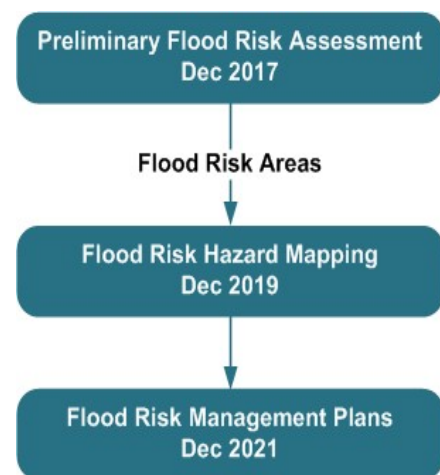 Preliminary Flood Risk Assessment
Dec 2017
Flood Risk Areas
Flood Risk Hazard Mapping
Dec 2019
Flood Risk Management Plans
Dec 2021